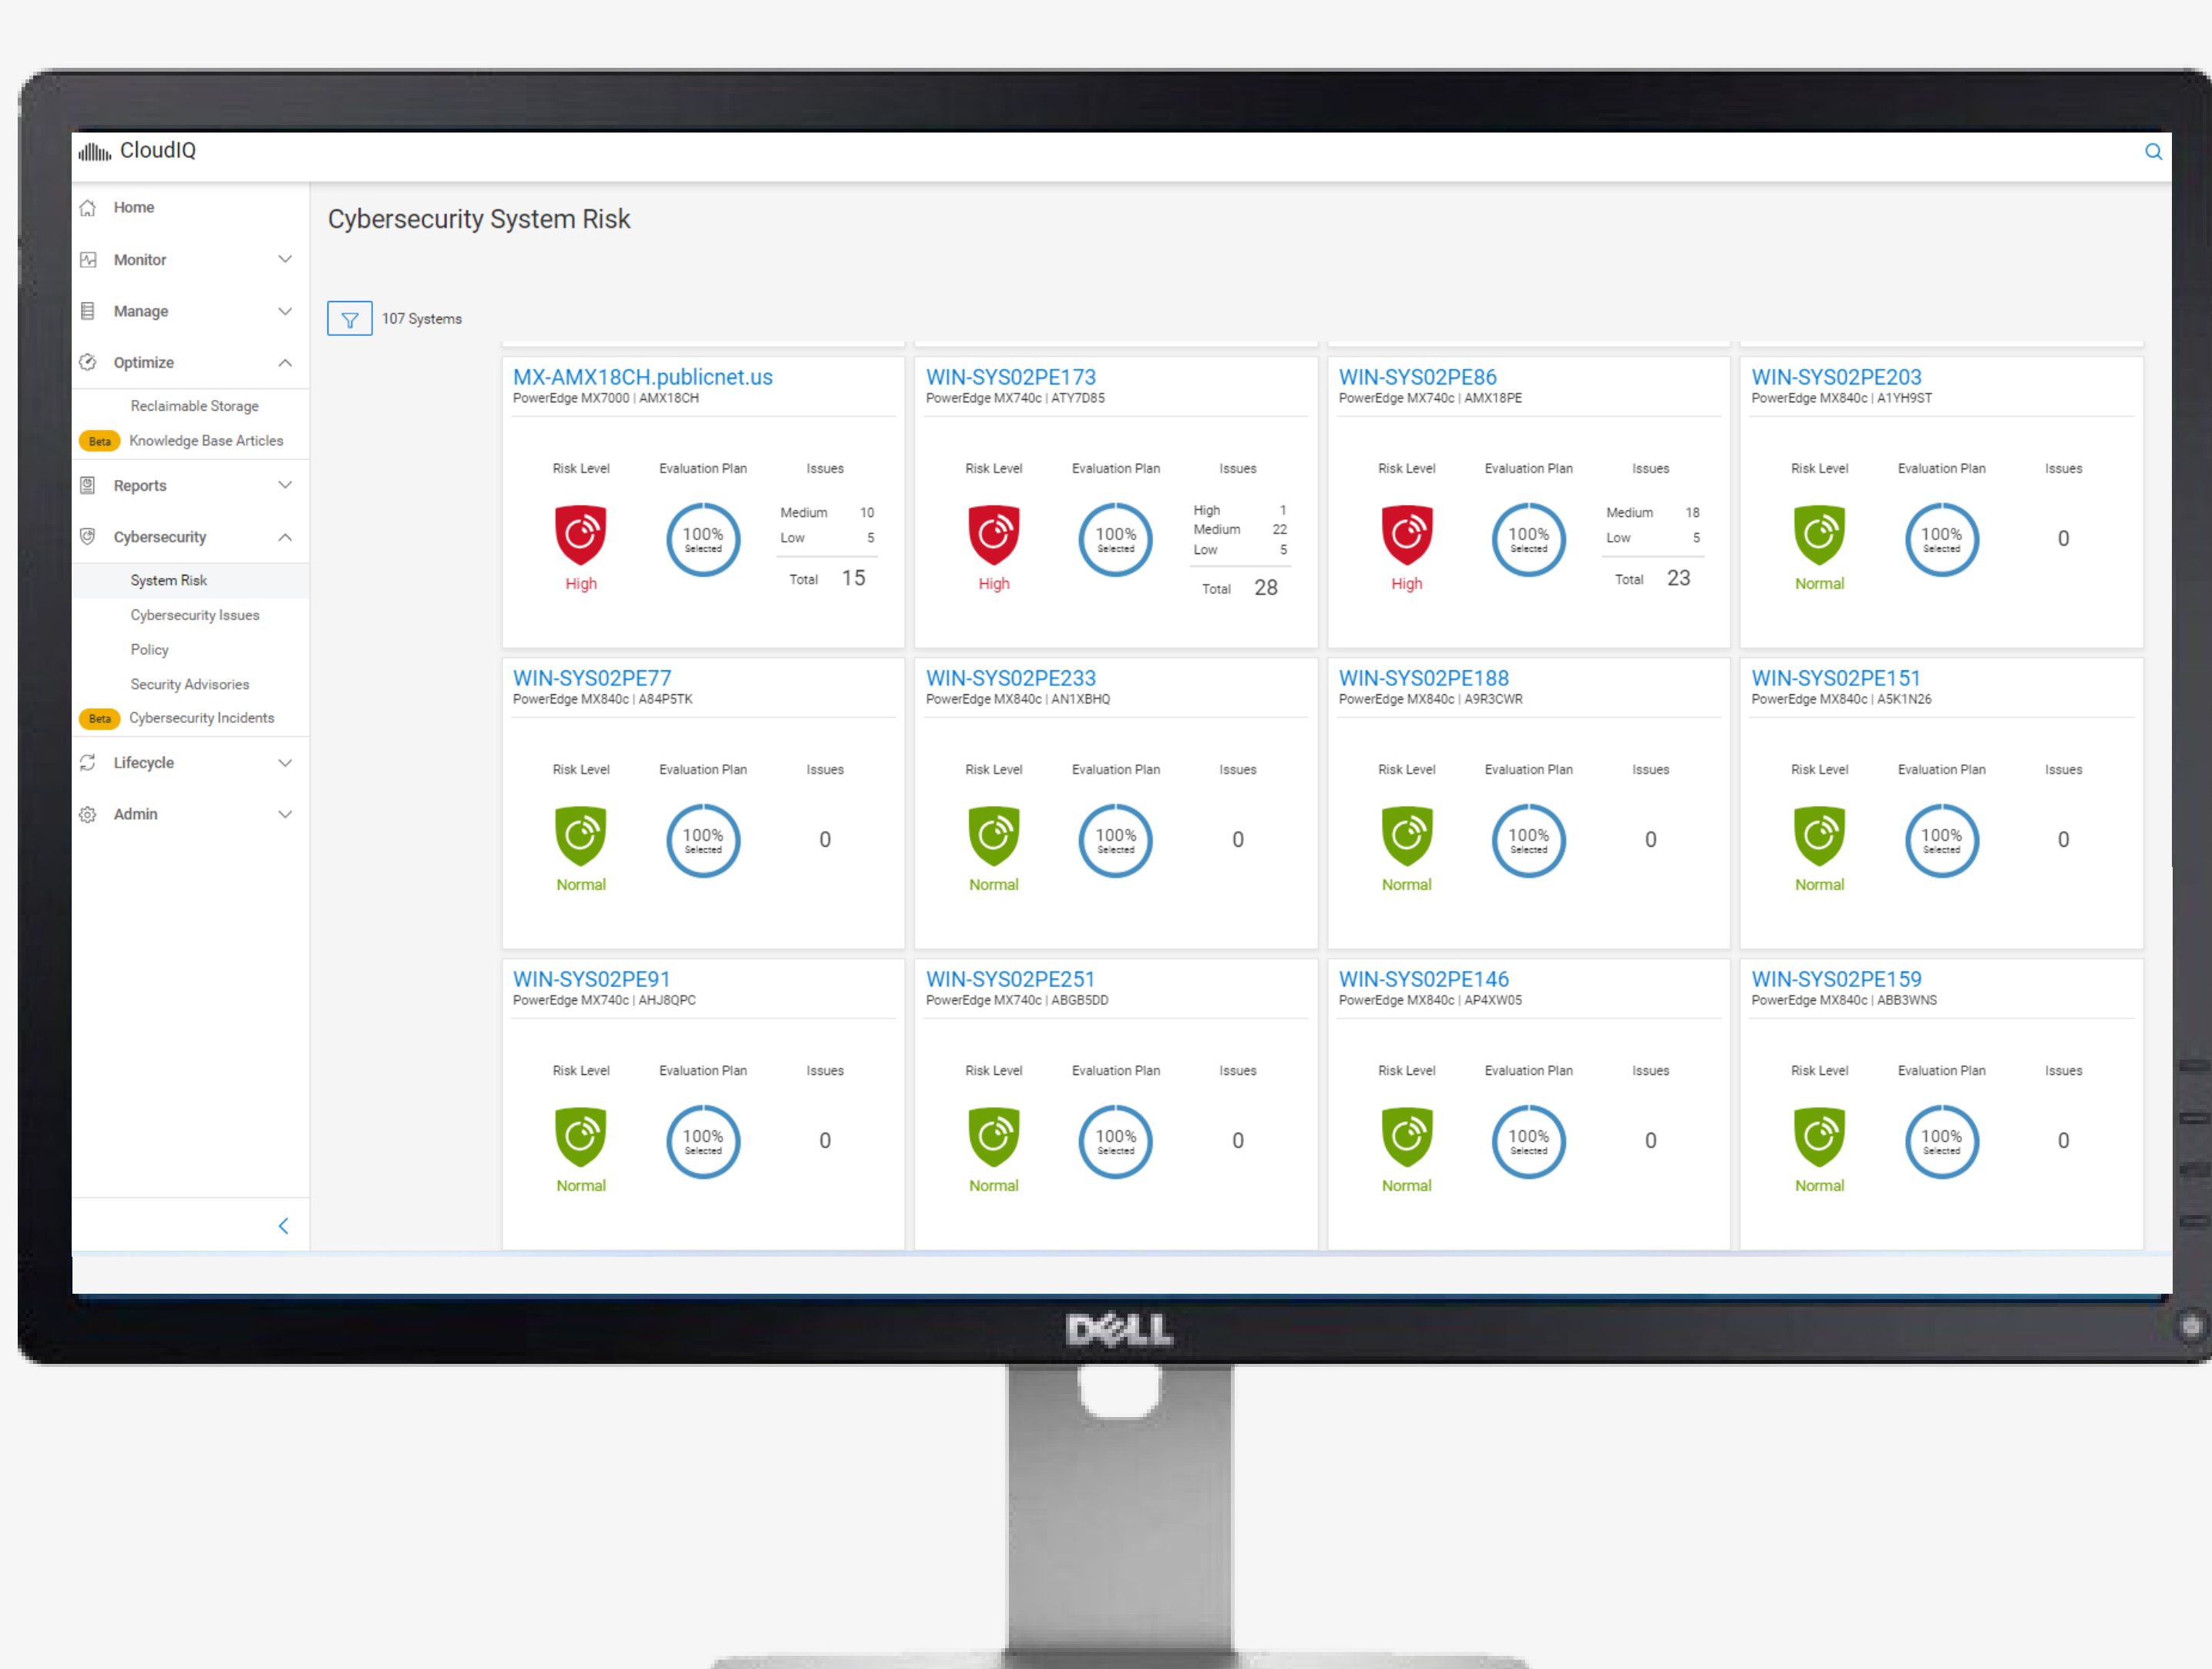 CloudIQ
Home
Monitor
Manage
Optimize
Reclaimable Storage
Beta Knowledge Base Articles
Reports
Cybersecurity
System Risk
Cybersecurity Issues
Policy
Security Advisories
Beta Cybersecurity Incidents
Lifecycle
Admin
Cybersecurity System Risk
107 Systems
MX-AMX18CH.publicnet.us
PowerEdge MX7000 | AMX18CH
Risk Level Evaluation Plan Issues
100%
Selected
High
Medium 10
Low 5
Total 15
WIN-SYS02PE173
PowerEdge MX740c | ATY7D85
Risk Level Evaluation Plan Issues
100%
Selected
High
High 1
Medium 22
Low 5
Total 28
WIN-SYS02PE86
PowerEdge MX740c | AMX18PE
Risk Level Evaluation Plan Issues
100%
Selected
High
Medium 18
Low 5
Total 23
WIN-SYS02PE203
PowerEdge MX840c | A1YH9ST
Risk Level Evaluation Plan Issues
100%
Selected
0
Normal
WIN-SYS02PE77
PowerEdge MX840c | A84P5TK
Risk Level Evaluation Plan Issues
100%
Selected
0
Normal
WIN-SYS02PE233
PowerEdge MX840c | AN1XBHQ
Risk Level Evaluation Plan Issues
100%
Selected
0
Normal
WIN-SYS02PE188
PowerEdge MX840c | A9R3CWR
Risk Level Evaluation Plan Issues
100%
Selected
0
Normal
WIN-SYS02PE151
PowerEdge MX840c | A5K1N26
Risk Level Evaluation Plan Issues
100%
Selected
0
Normal
WIN-SYS02PE91
PowerEdge MX740c | AHJ8QPC
Risk Level Evaluation Plan Issues
100%
Selected
0
Normal
WIN-SYS02PE251
PowerEdge MX740c | ABGB5DD
Risk Level Evaluation Plan Issues
100%
Selected
0
Normal
WIN-SYS02PE146
PowerEdge MX840c | AP4XW05
Risk Level Evaluation Plan Issues
100%
Selected
0
Normal
WIN-SYS02PE159
PowerEdge MX840c | ABB3WNS
Risk Level Evaluation Plan Issues
100%
Selected
0
Normal
DELL